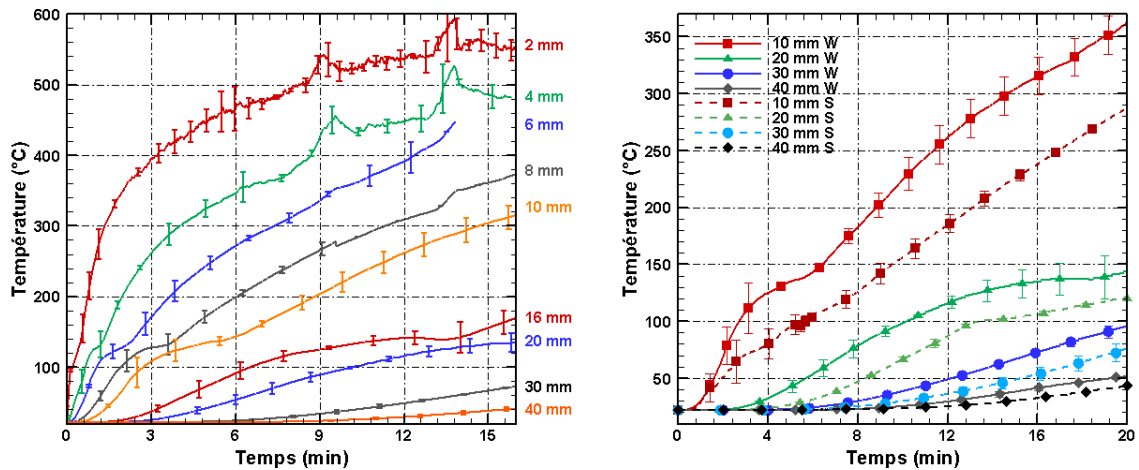 Température (°C)
600
500
400
300
200
100
0
3
6
9
12
15
Temps (min)
2 mm
4 mm
6 mm
8 mm
10 mm
16 mm
20 mm
30 mm
40 mm
Température (°C)
350
300
250
200
150
100
50
0
4
8
12
16
20
Temps (min)
10 mm W
20 mm W
30 mm W
40 mm W
10 mm S
20 mm S
30 mm S
40 mm S